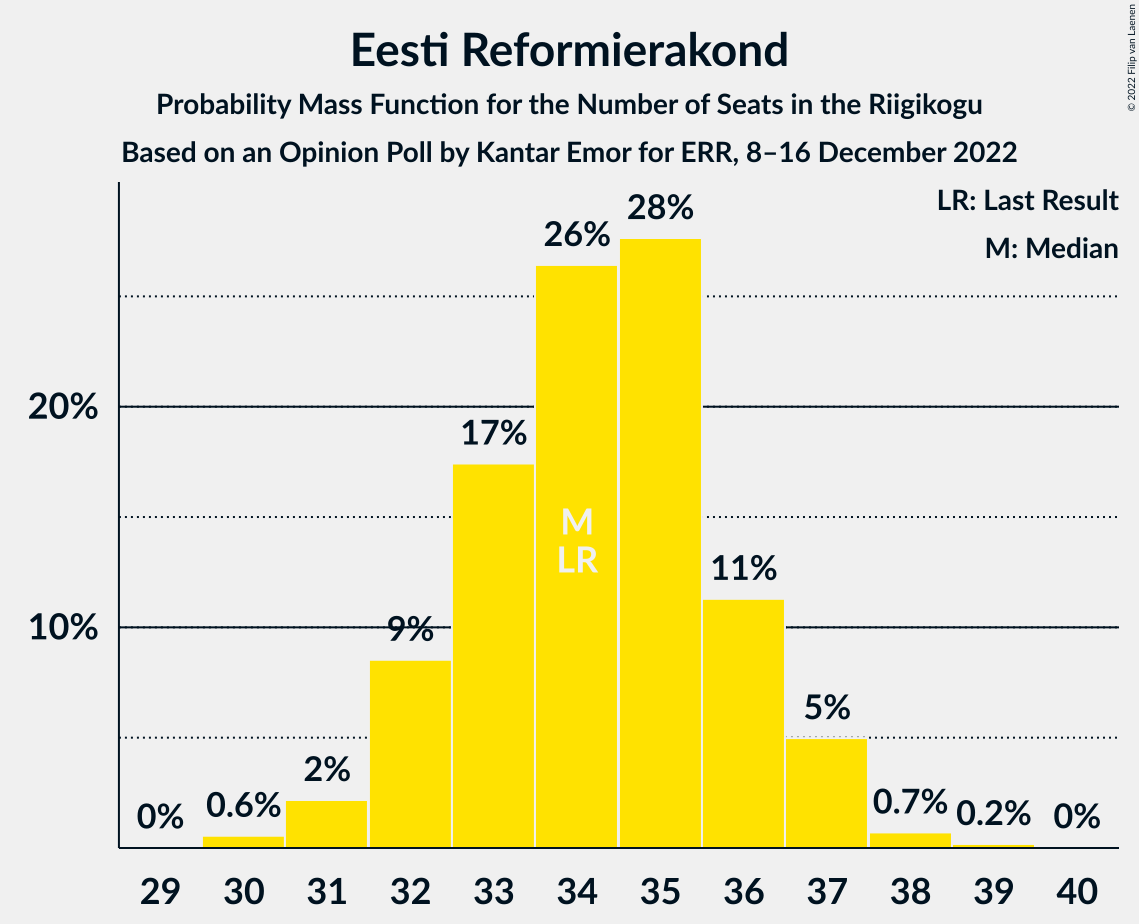 Eesti Reformierakond
Probability Mass Function for the Number of Seats in the Riigikogu
Based on an Opinion Poll by Kantar Emor for ERR, 8–16 December 2022
© 2022 Filip van Laenen
LR: Last Result
M: Median
20%
10%
0%
0.6%
2%
9%
17%
26%
28%
11%
5%
0.7%
0.2%
0%
M
LR
29 30 31 32 33 34 35 36 37 38 39 40